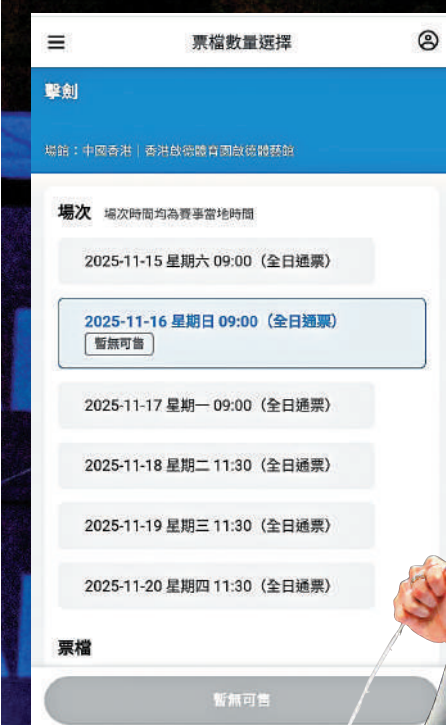 票檔數量選擇
擊劍
場館：中國香港｜香港啟德體育園啟德體藝館
場次 場次時間均為賽事當地時間
2025-11-15 星期六 09:00（全日通票）
2025-11-16 星期日 09:00（全日通票）
暫無可售
2025-11-17 星期一 09:00（全日通票）
2025-11-18 星期二 11:30（全日通票）
2025-11-19 星期三 11:30（全日通票）
2025-11-20 星期四 11:30（全日通票）
票檔
暫無可售